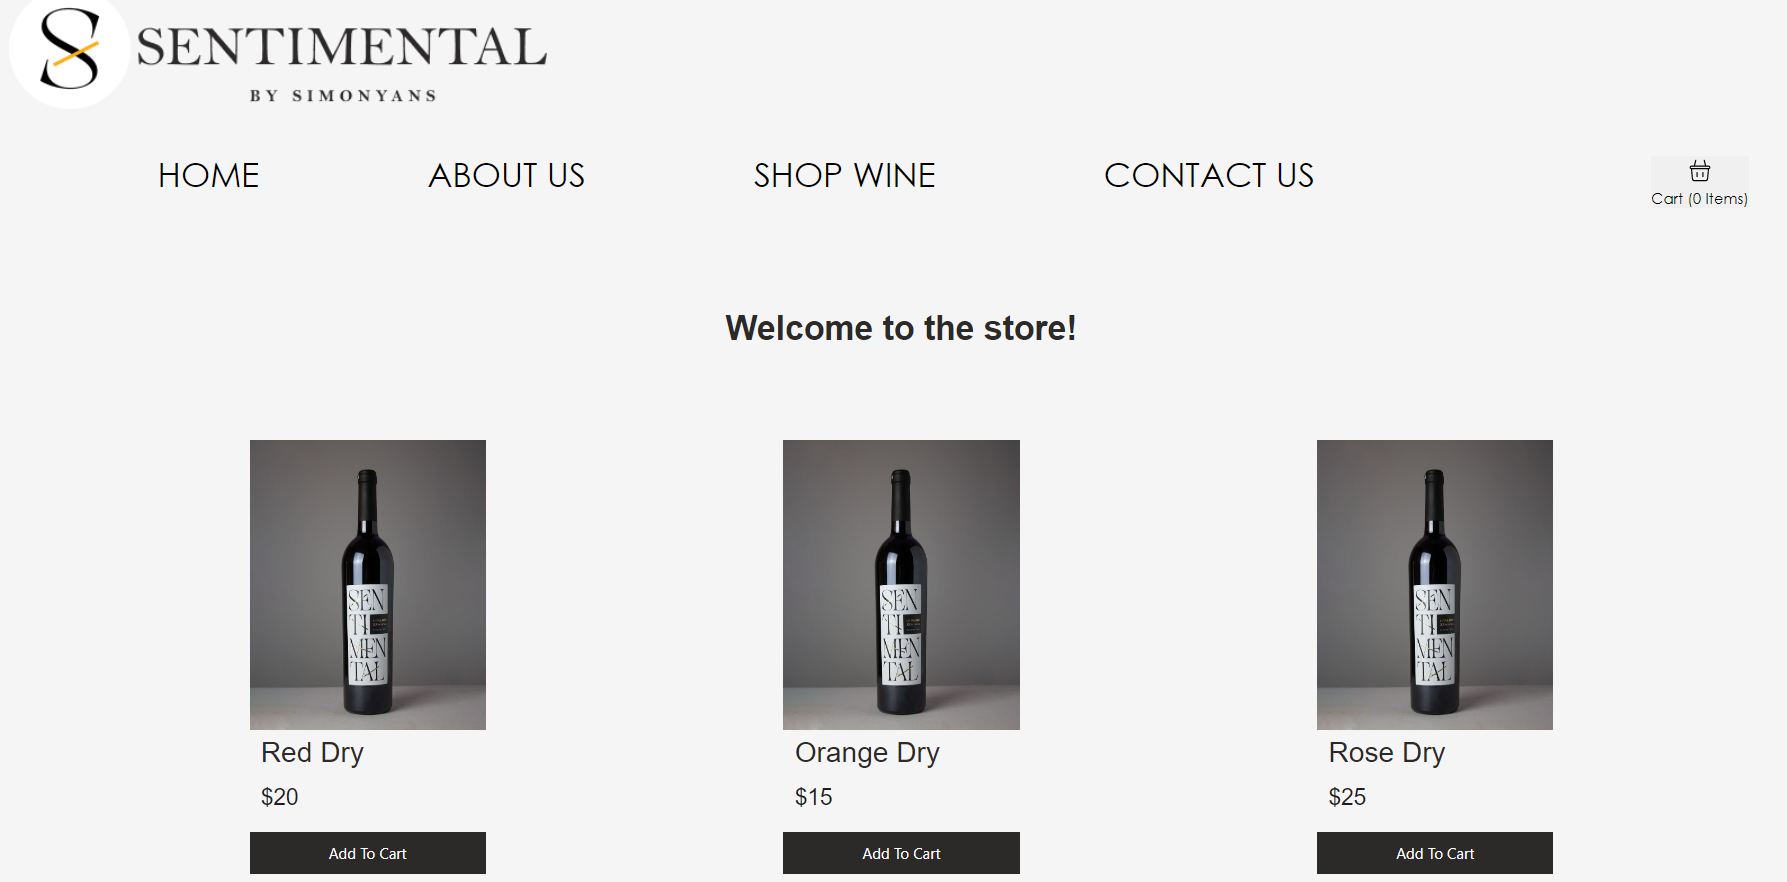 SENTIMENTAL
BY SIMONYANS
HOME ABOUT US SHOP WINE CONTACT US
Cart (0 Items)
Welcome to the store!
SEN SEN SEN
TI TI TI
MEN MEN MEN
TAL TAL TAL
Red Dry Orange Dry Rose Dry
$20 $15 $25
Add To Cart Add To Cart Add To Cart